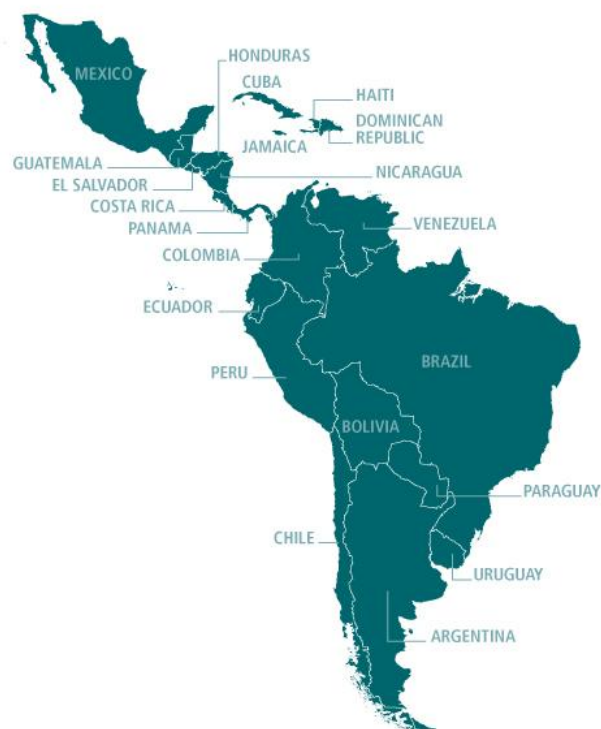 MEXICO
HONDURAS
CUBA
HAITI
DOMINICAN
REPUBLIC
JAMAICA
GUATEMALA
NICARAGUA
EL SALVADOR
COSTA RICA
PANAMA
VENEZUELA
COLOMBIA
ECUADOR
BRAZIL
PERU
BOLIVIA
PARAGUAY
CHILE
URUGUAY
ARGENTINA